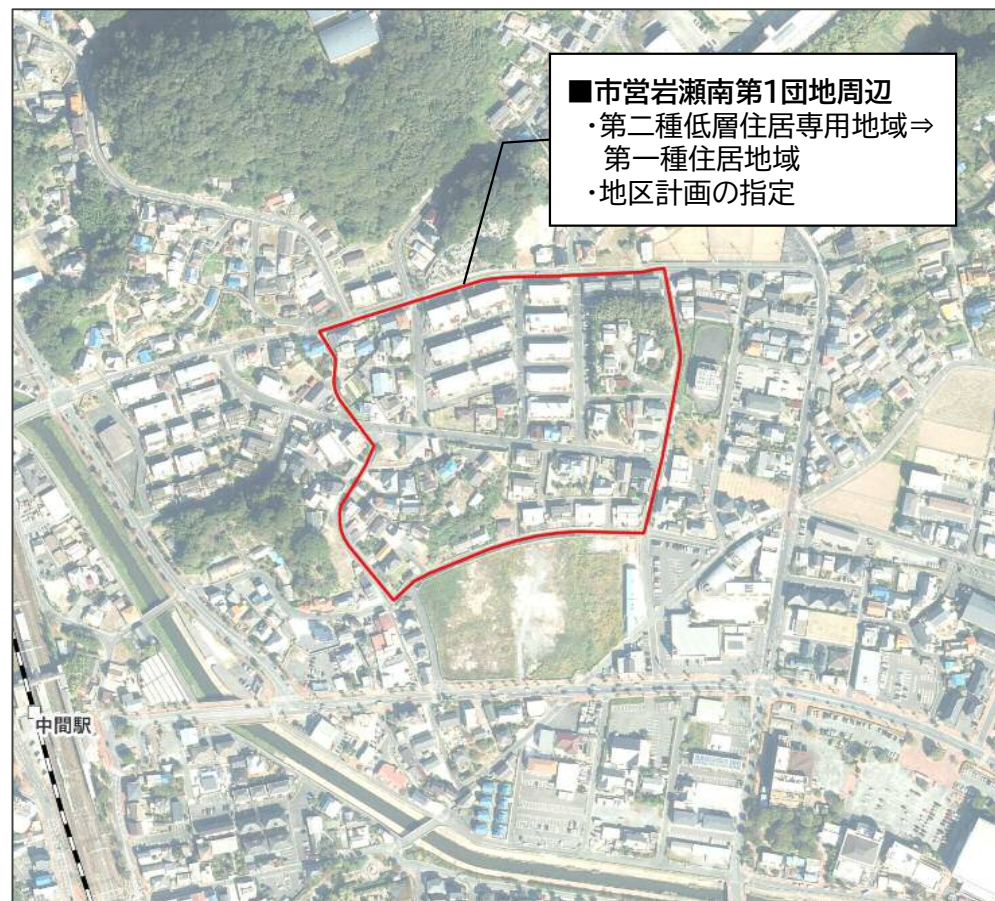 ■市営岩瀬南第1団地周辺
・第二種低層住居専用地域⇒
第一種住居地域
・地区計画の指定
中間駅